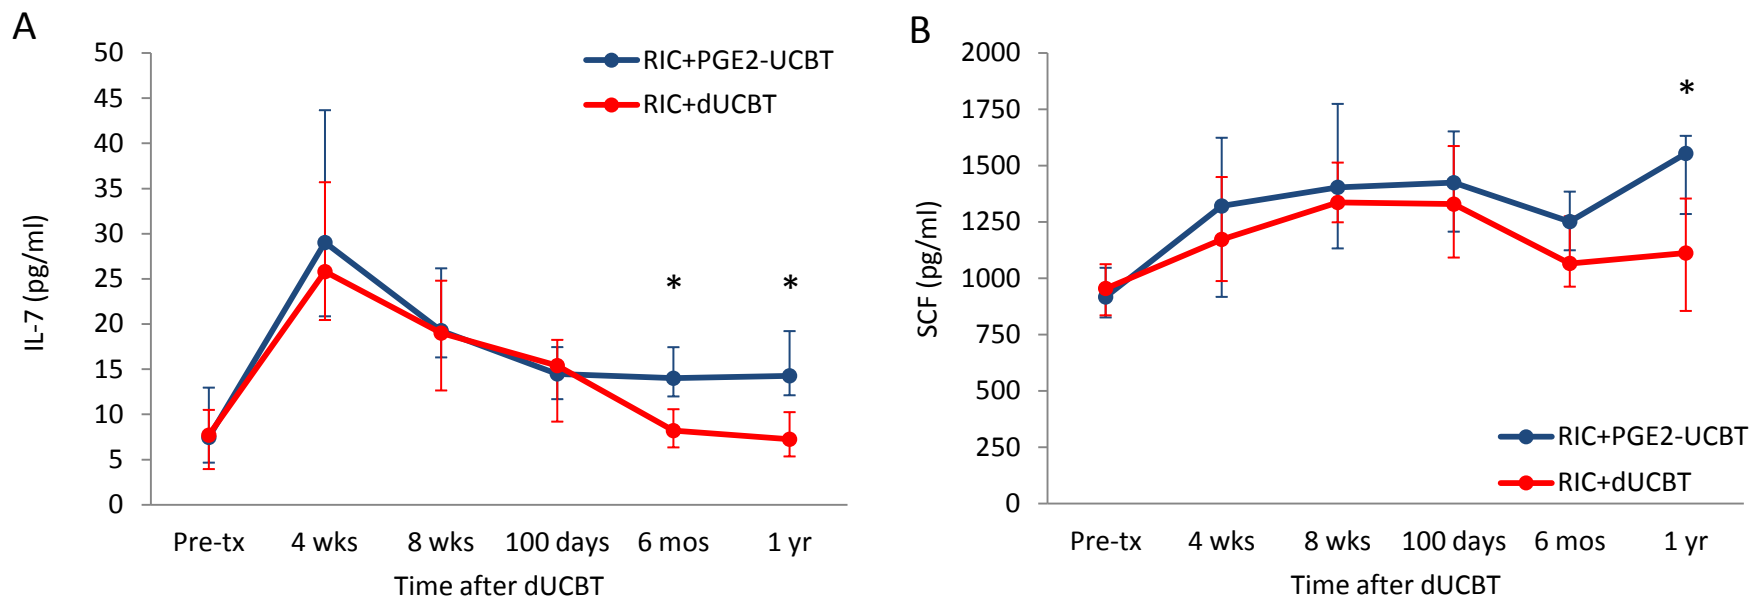 A
50
45
40
35
30
25
20
15
10
5
0
IL-7 (pg/ml)
RIC+PGE2-UCBT
RIC+dUCBT
*
*
Pre-tx
4 wks
8 wks
100 days
6 mos
1 yr
Time after dUCBT
B
2000
1750
1500
1250
1000
750
500
250
0
SCF (pg/ml)
*
RIC+PGE2-UCBT
RIC+dUCBT
Pre-tx
4 wks
8 wks
100 days
6 mos
1 yr
Time after dUCBT